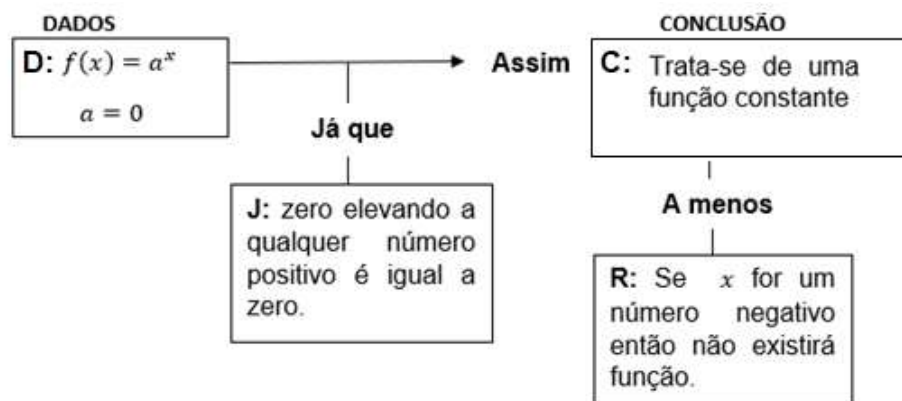 DADOS
D: f(x) = a^x
a = 0
Assim
CONCLUSÃO
C: Trata-se de uma
função constante
Já que
J: zero elevando a
qualquer número
positivo é igual a
zero.
A menos
R: Se x for um
número negativo
então não existirá
função.